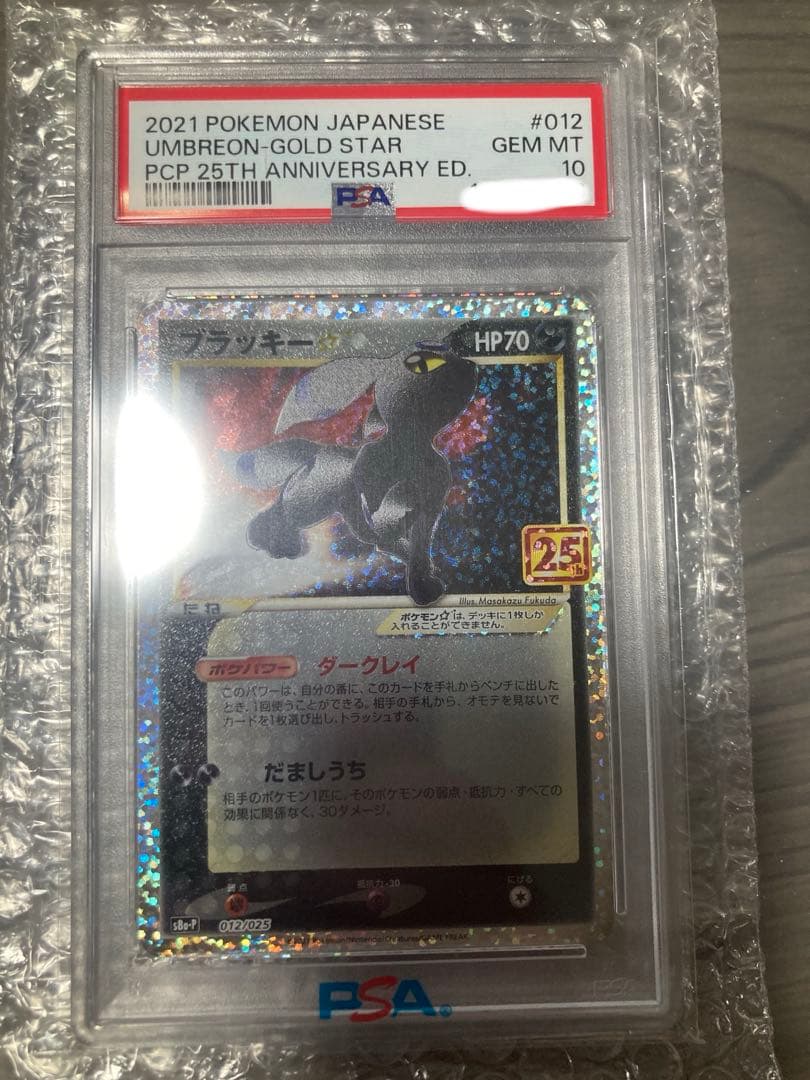 2021 POKEMON JAPANESE #012
UMBREON-GOLD STAR GEM MT
PCP 25TH ANNIVERSARY ED. 10
PSA
ブラッキー☆ HP70
25th
Illus. Masakazu Fukuda
たね
ポケモン☆は、デッキに1枚しか
入れることができません。
ポケパワー ダークレイ
このパワーは、自分の番に、このカードを手札からベンチに出した
とき、1回使うことができる。相手の手札から、オモテを見ないで
カードを1枚選び出し、トラッシュする。
だましうち
相手のポケモン1匹に、そのポケモンの弱点・抵抗力・すべての
効果に関係なく、30ダメージ。
弱点 抵抗力 -30 にげる
s8a-P 012/025
PSA